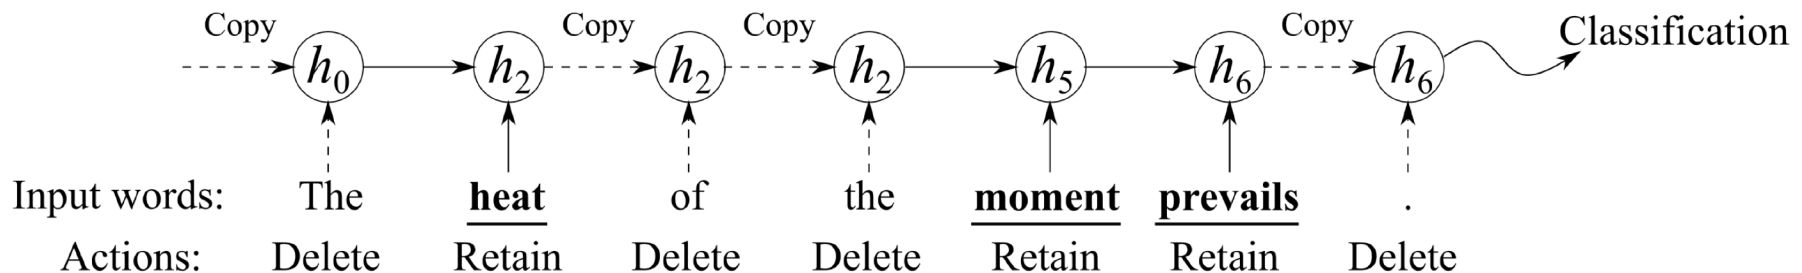 Copy Copy Copy Copy
h₀ h₂ h₂ h₂ h₅ h₆ h₆ Classification
Input words: The heat of the moment prevails .
Actions: Delete Retain Delete Delete Retain Retain Delete